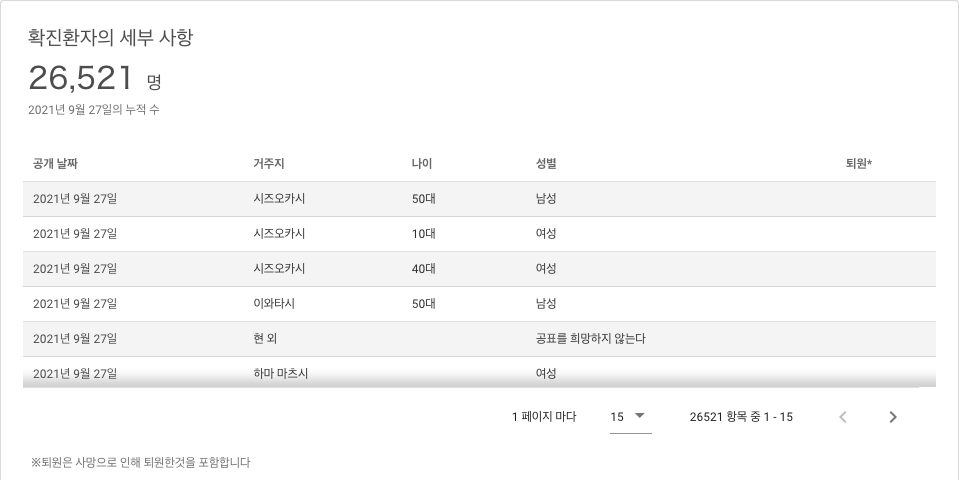 확진환자의 세부 사항
26,521 명
2021년 9월 27일의 누적 수
공개 날짜 거주지 나이 성별 퇴원*
2021년 9월 27일 시즈오카시 50대 남성
2021년 9월 27일 시즈오카시 10대 여성
2021년 9월 27일 시즈오카시 40대 여성
2021년 9월 27일 이와타시 50대 남성
2021년 9월 27일 현 외 공표를 희망하지 않는다
2021년 9월 27일 하마 마츠시 여성
1 페이지 마다 15 26521 항목 중 1 - 15
※퇴원은 사망으로 인해 퇴원한것을 포함합니다